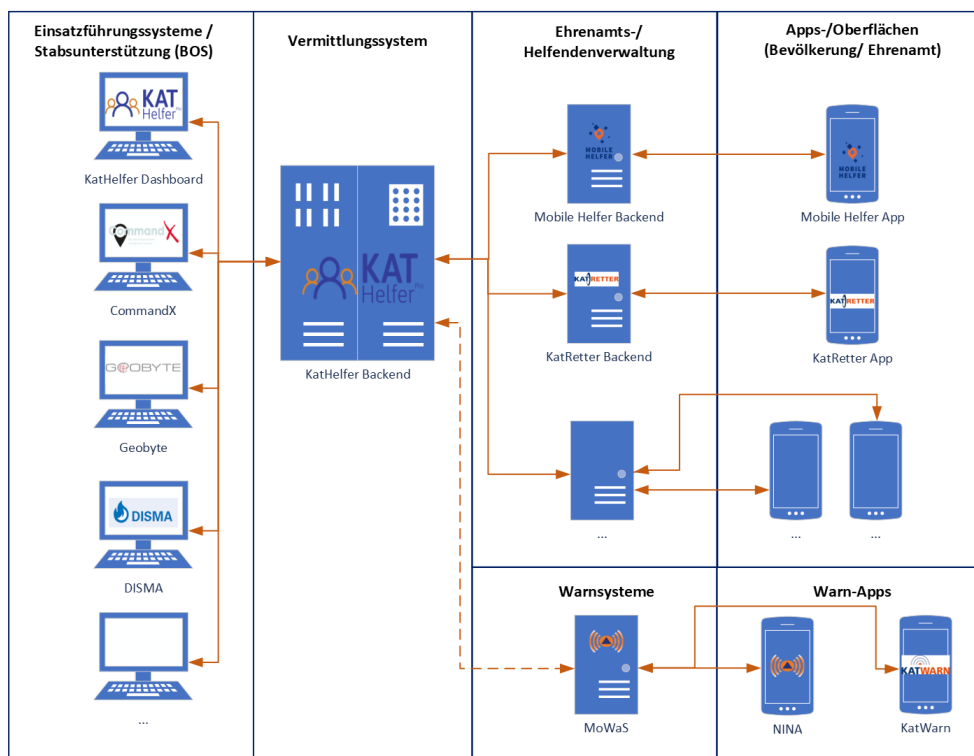 Einsatzführungssysteme /
Stabsunterstützung (BOS)
KAT
Helfer Pro
KatHelfer Dashboard
CommandX
CommandX
GEOBYTE
Geobyte
DISMA
DISMA
...
Vermittlungssystem
KAT
Helfer Pro
KatHelfer Backend
Ehrenamts-/
Helfendenverwaltung
MOBILE
HELFER
Mobile Helfer Backend
KATRETTER
KatRetter Backend
...
Apps-/Oberflächen
(Bevölkerung/ Ehrenamt)
MOBILE
HELFER
Mobile Helfer App
KATRETTER
KatRetter App
... ...
Warnsysteme
MoWaS
Warn-Apps
NINA
KATWARN
KatWarn